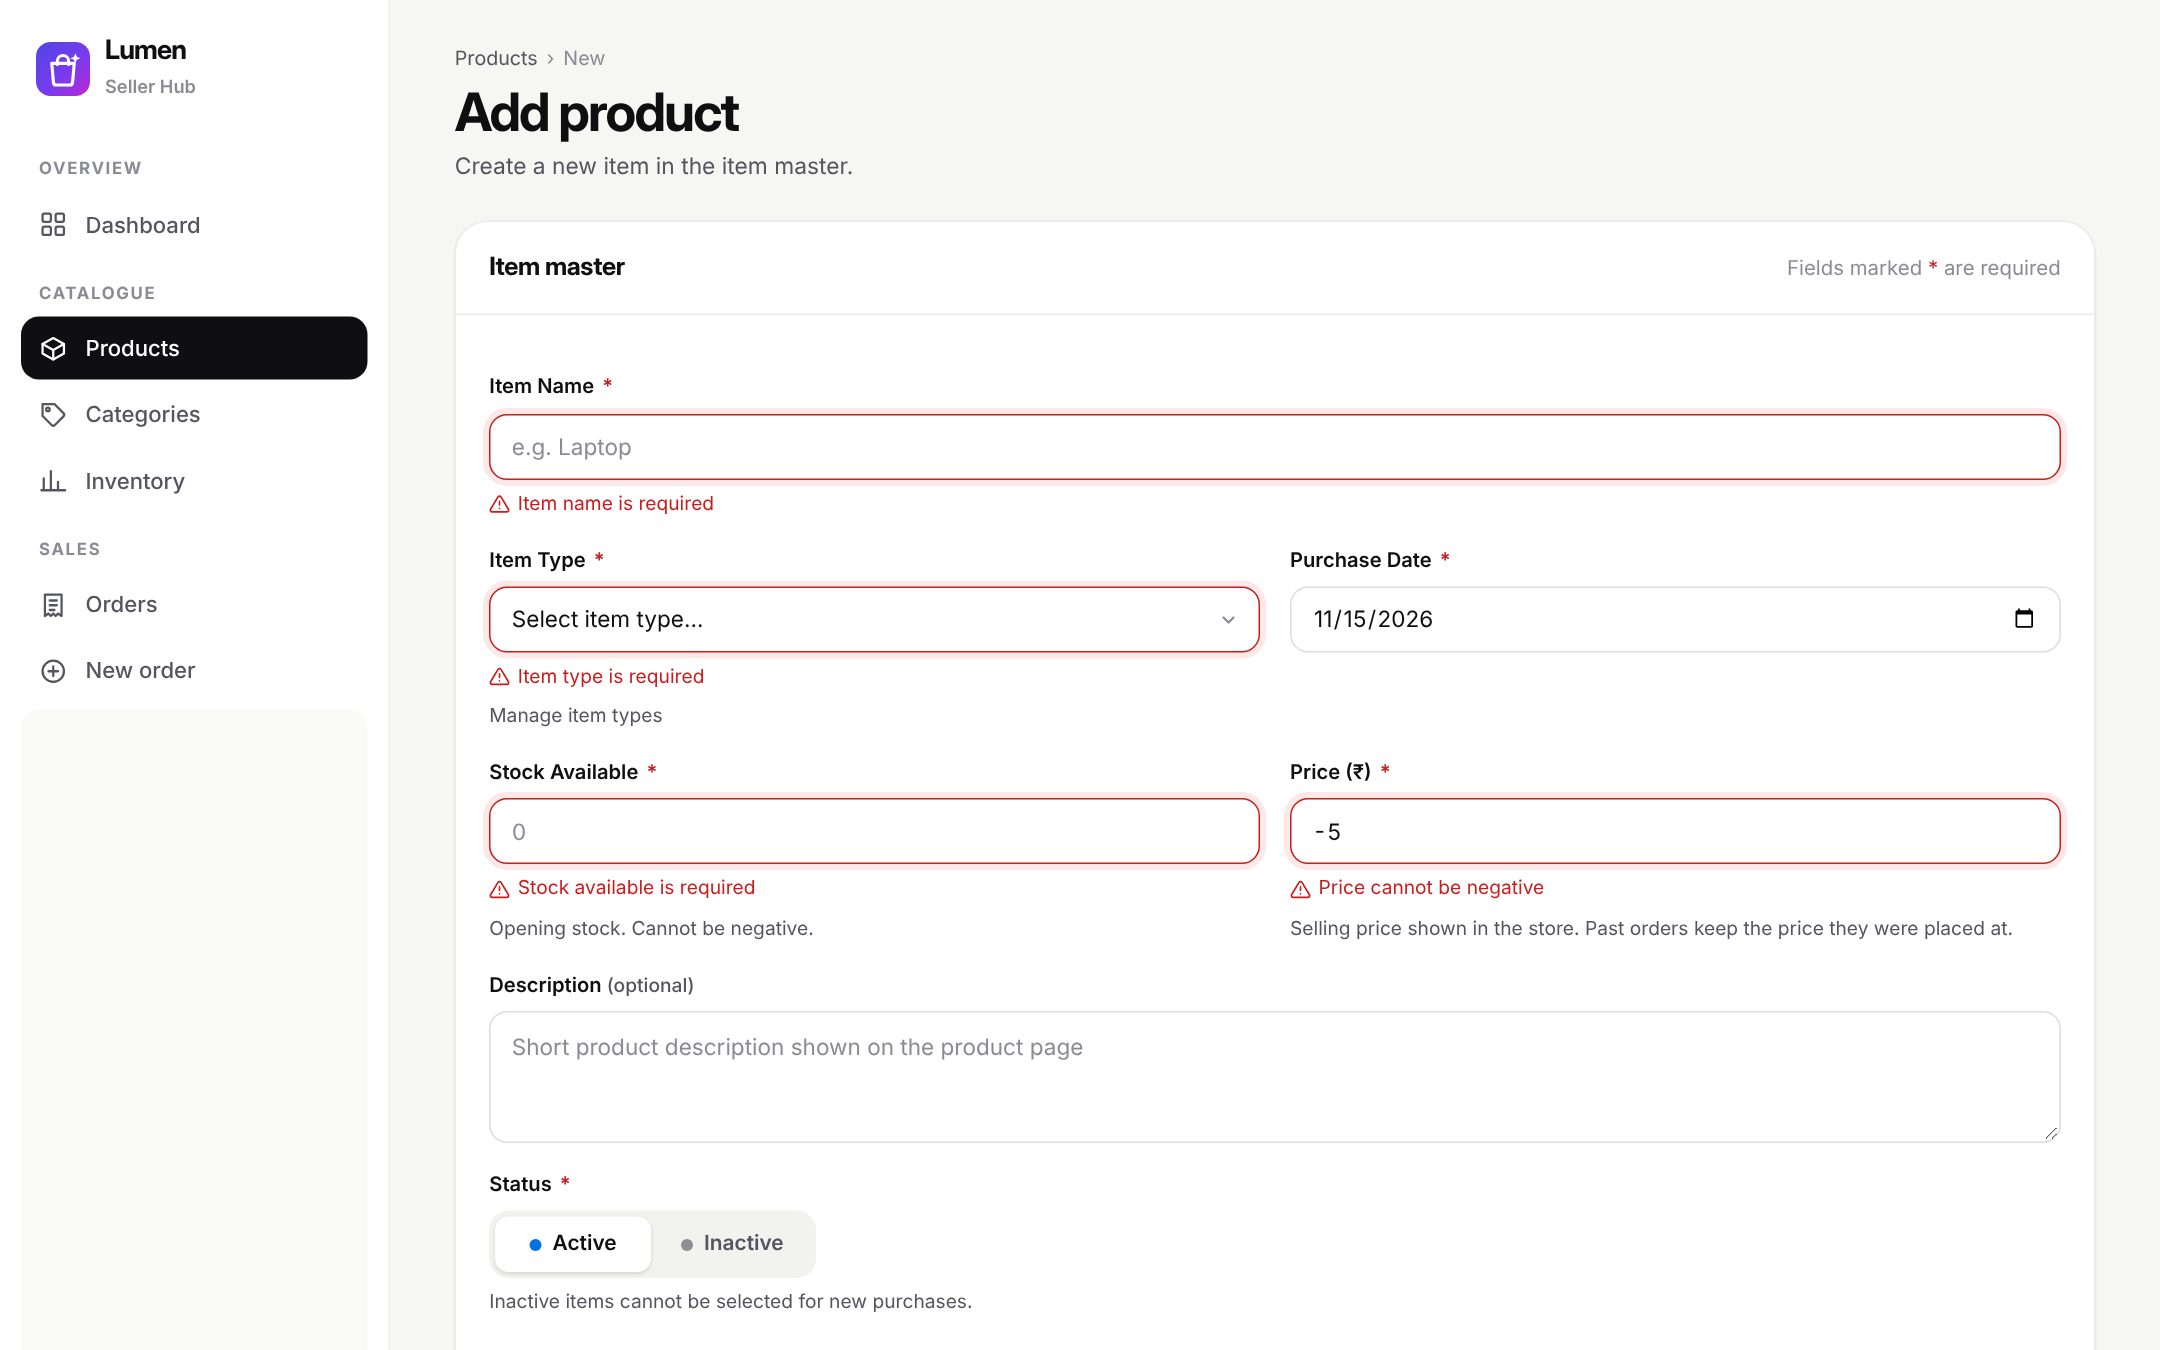 Lumen
Seller Hub
OVERVIEW
Dashboard
CATALOGUE
Products
Categories
Inventory
SALES
Orders
New order
Products › New
Add product
Create a new item in the item master.
Item master
Fields marked * are required
Item Name *
e.g. Laptop
Item name is required
Item Type *
Select item type...
Item type is required
Manage item types
Purchase Date *
11/15/2026
Stock Available *
0
Stock available is required
Opening stock. Cannot be negative.
Price (₹) *
-5
Price cannot be negative
Selling price shown in the store. Past orders keep the price they were placed at.
Description (optional)
Short product description shown on the product page
Status *
Active
Inactive
Inactive items cannot be selected for new purchases.